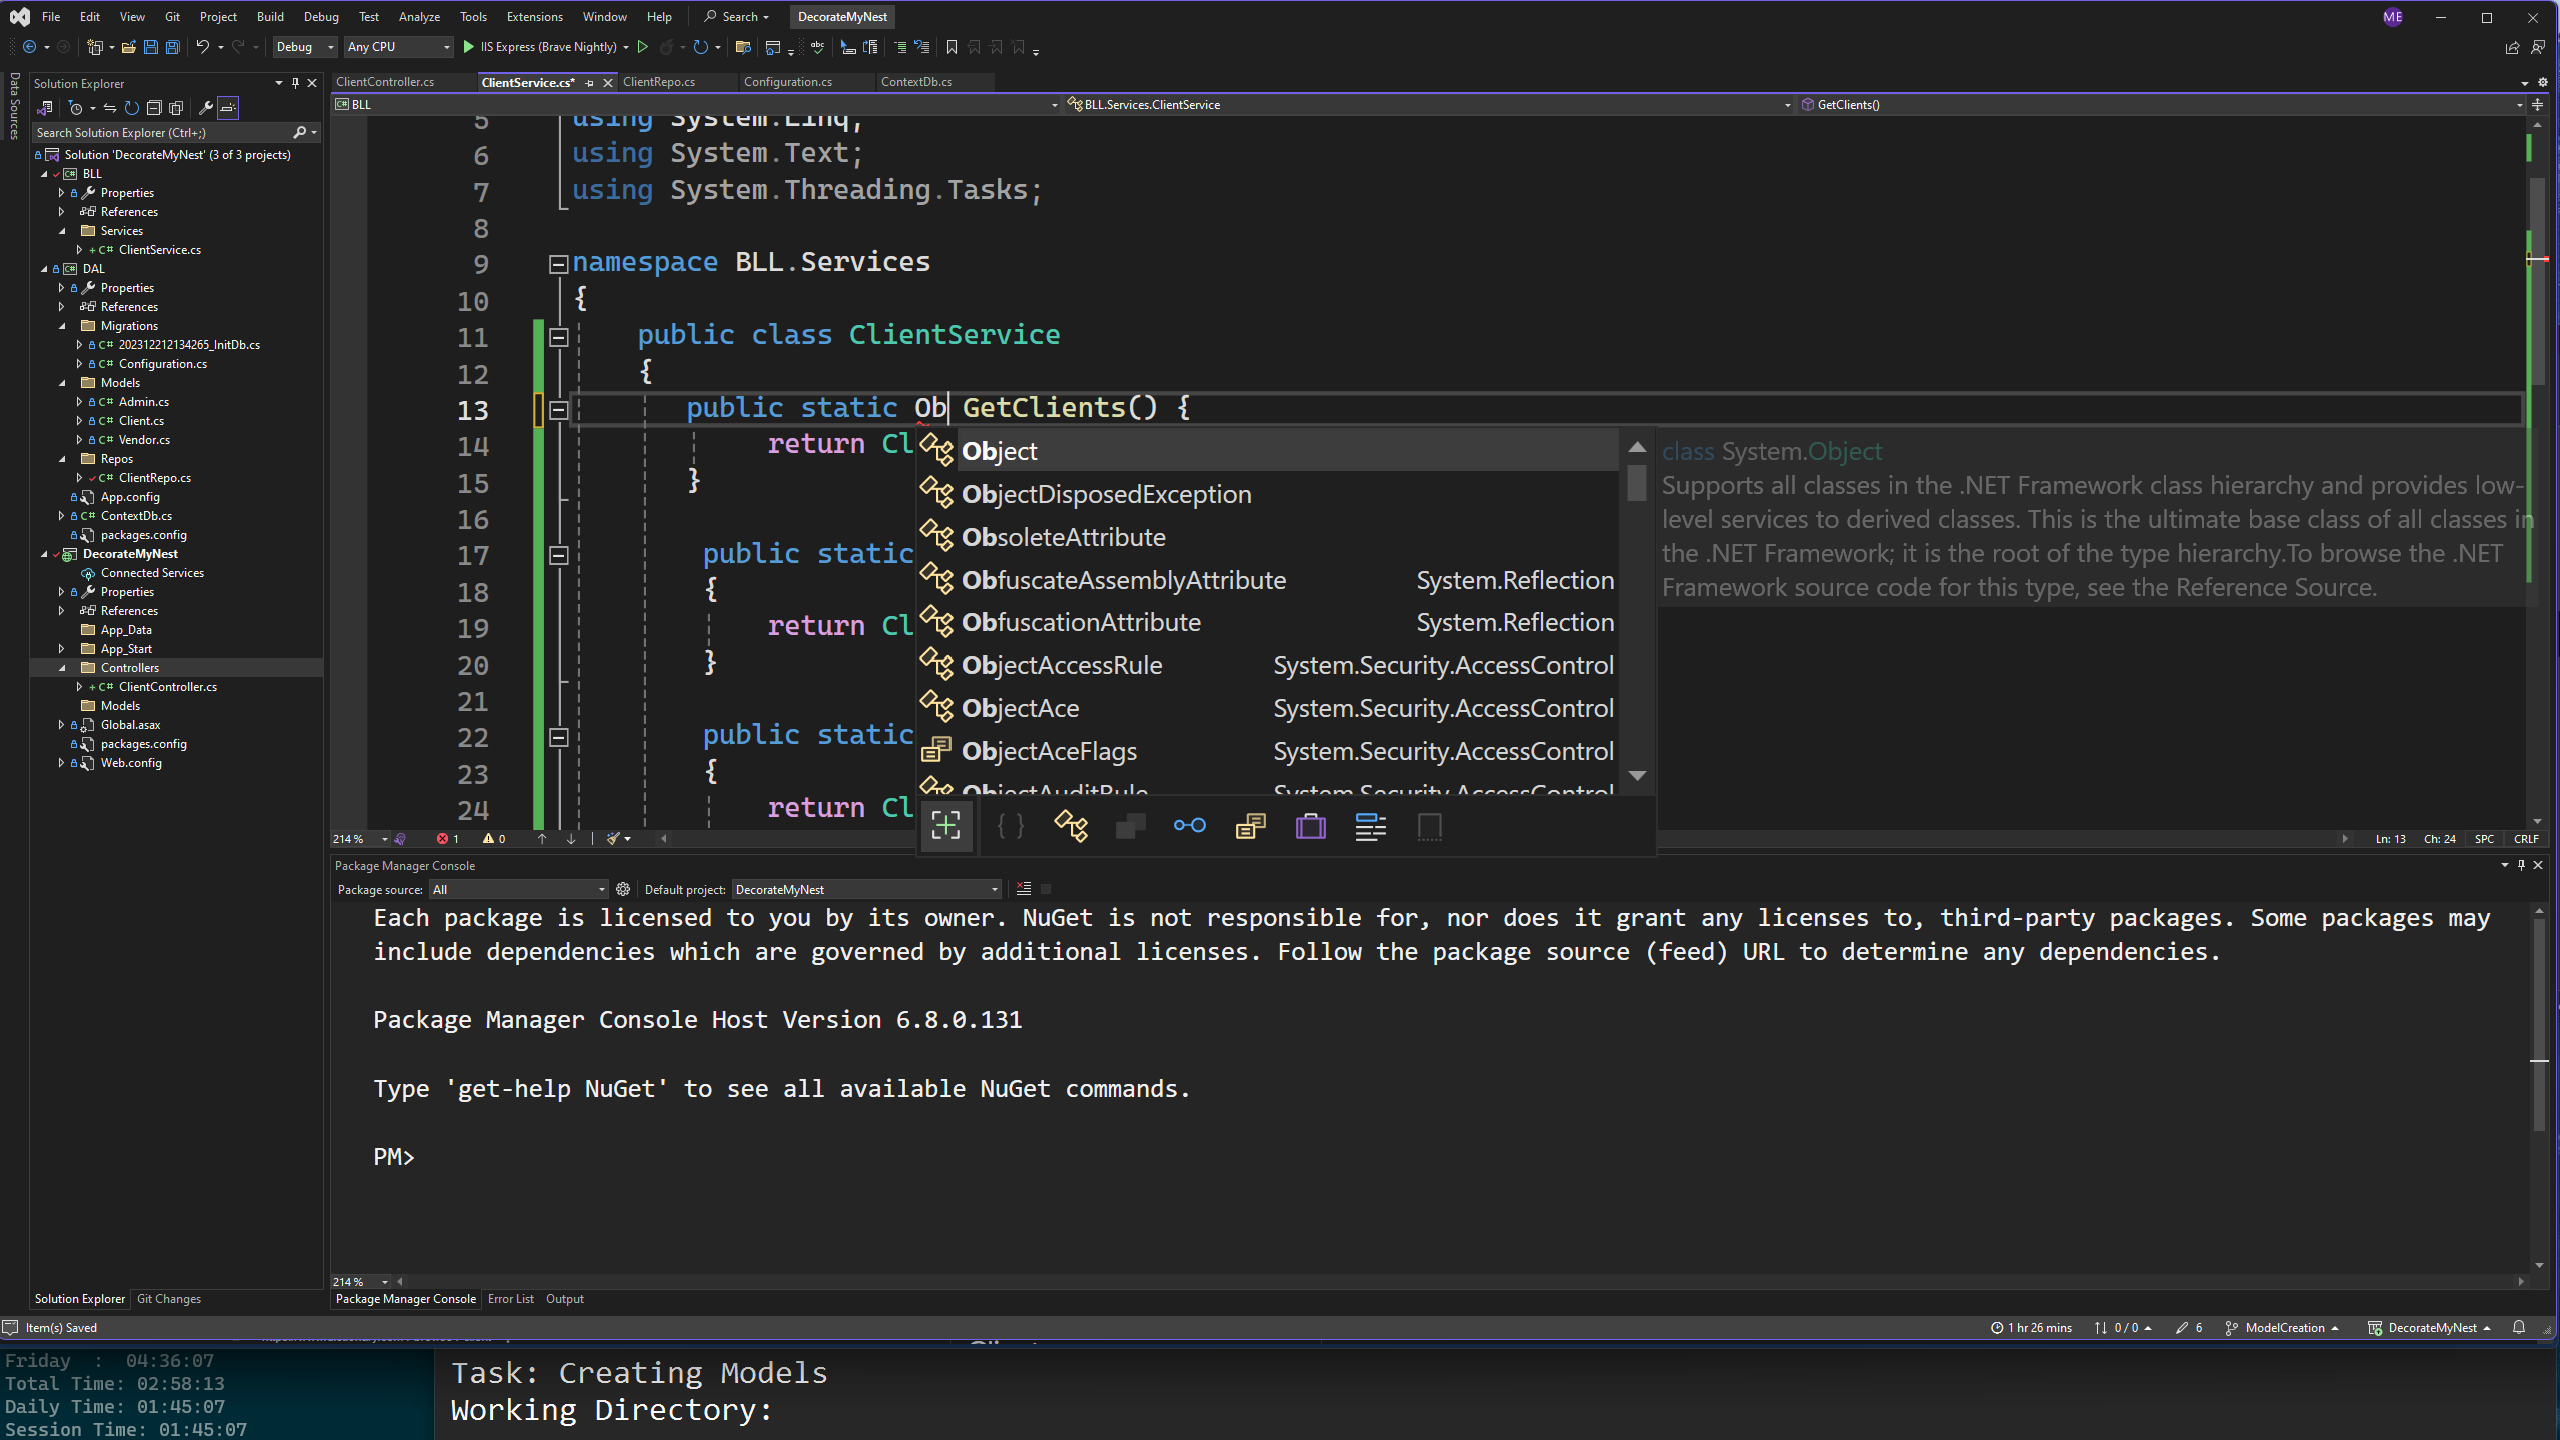 File Edit View Git Project Build Debug Test Analyze Tools Extensions Window Help Search DecorateMyNest ME
Debug Any CPU IIS Express (Brave Nightly)
Data Sources
Solution Explorer
Search Solution Explorer (Ctrl+;)
Solution 'DecorateMyNest' (3 of 3 projects)
BLL
Properties
References
Services
ClientService.cs
DAL
Properties
References
Migrations
202312212134265_InitDb.cs
Configuration.cs
Models
Admin.cs
Client.cs
Vendor.cs
Repos
ClientRepo.cs
App.config
ContextDb.cs
packages.config
DecorateMyNest
Connected Services
Properties
References
App_Data
App_Start
Controllers
ClientController.cs
Models
Global.asax
packages.config
Web.config
Solution Explorer Git Changes
ClientController.cs ClientService.cs* ClientRepo.cs Configuration.cs ContextDb.cs
BLL BLL.Services.ClientService GetClients()
5 using System.Linq;
6 using System.Text;
7 using System.Threading.Tasks;
8
9 namespace BLL.Services
10 {
11 public class ClientService
12 {
13 public static Ob GetClients() {
14 return Cl
15 }
16
17 public static
18 {
19 return Cl
20 }
21
22 public static
23 {
24 return Cl
Object
ObjectDisposedException
ObsoleteAttribute
ObfuscateAssemblyAttribute System.Reflection
ObfuscationAttribute System.Reflection
ObjectAccessRule System.Security.AccessControl
ObjectAce System.Security.AccessControl
ObjectAceFlags System.Security.AccessControl
ObjectAuditRule System.Security.AccessControl
class System.Object
Supports all classes in the .NET Framework class hierarchy and provides low-
level services to derived classes. This is the ultimate base class of all classes in
the .NET Framework; it is the root of the type hierarchy.To browse the .NET
Framework source code for this type, see the Reference Source.
214 % 1 0 Ln: 13 Ch: 24 SPC CRLF
Package Manager Console
Package source: All Default project: DecorateMyNest
Each package is licensed to you by its owner. NuGet is not responsible for, nor does it grant any licenses to, third-party packages. Some packages may
include dependencies which are governed by additional licenses. Follow the package source (feed) URL to determine any dependencies.
Package Manager Console Host Version 6.8.0.131
Type 'get-help NuGet' to see all available NuGet commands.
PM>
214 %
Package Manager Console Error List Output
Item(s) Saved 1 hr 26 mins 0 / 0 6 ModelCreation DecorateMyNest
Friday : 04:36:07
Total Time: 02:58:13
Daily Time: 01:45:07
Session Time: 01:45:07
Task: Creating Models
Working Directory: